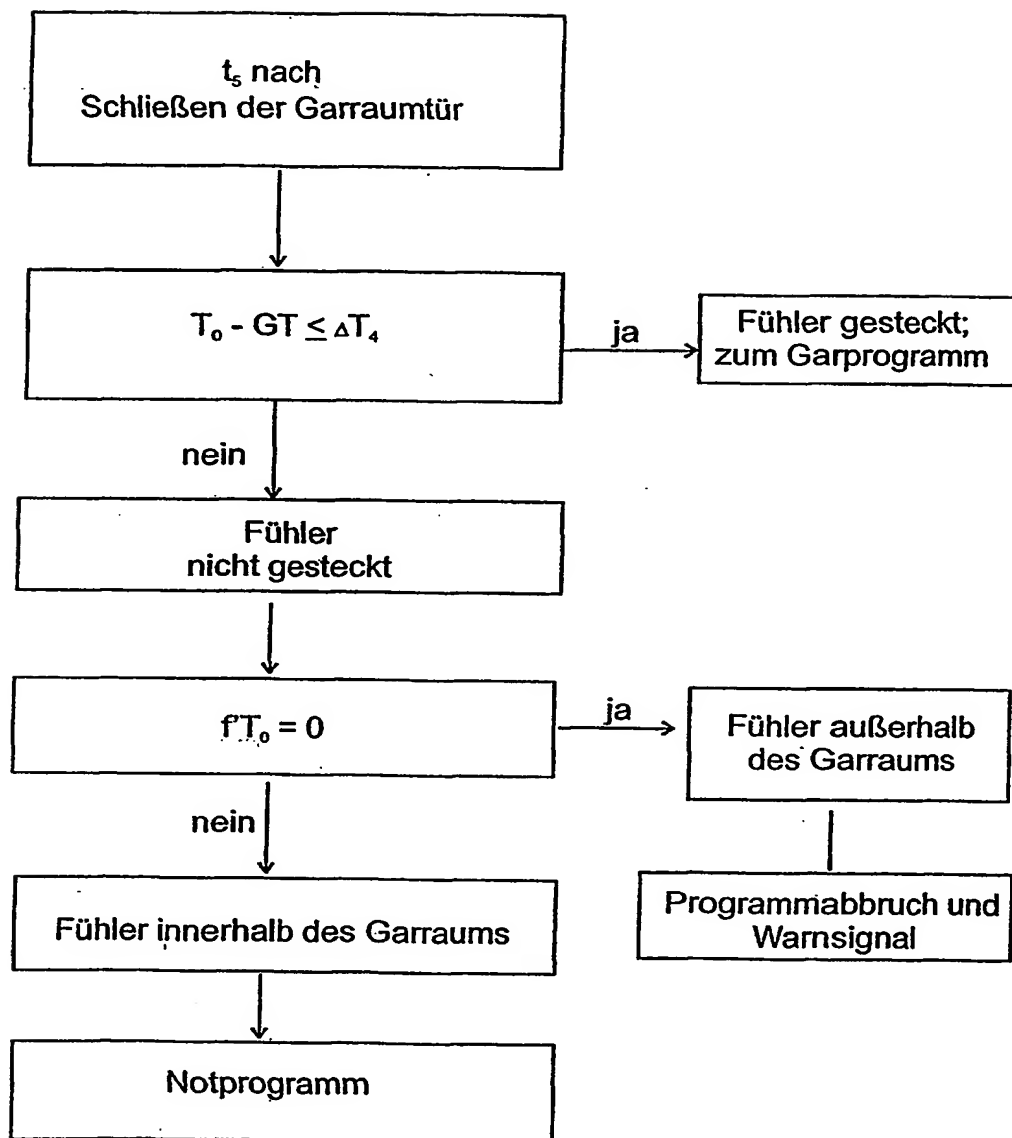 t₅ nach
Schließen der Garraumtür
T₀ - GT ≤ ΔT₄
ja
Fühler gesteckt;
zum Garprogramm
nein
Fühler
nicht gesteckt
f'T₀ = 0
ja
Fühler außerhalb
des Garraums
nein
Programmabbruch und
Warnsignal
Fühler innerhalb des Garraums
Notprogramm